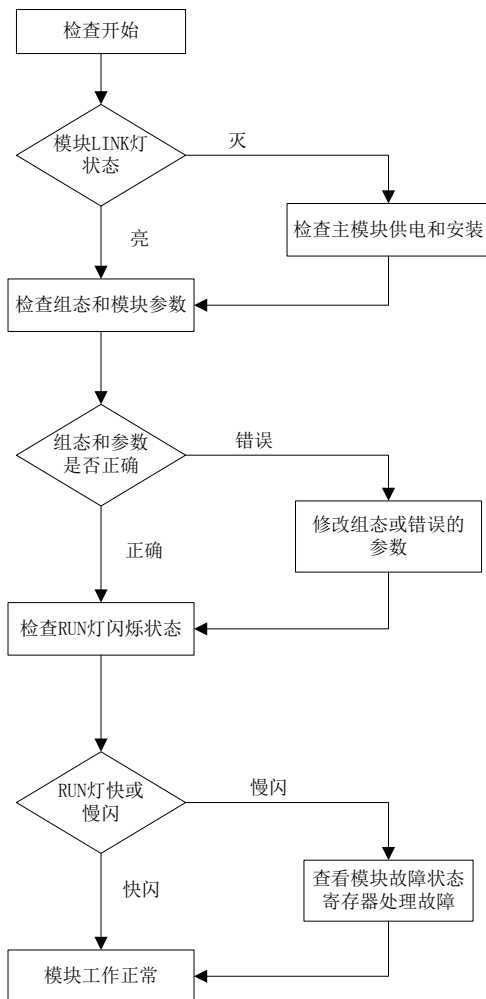 检查开始
模块LINK灯
状态
灭
亮
检查主模块供电和安装
检查组态和模块参数
组态和参数
是否正确
错误
正确
修改组态或错误的
参数
检查RUN灯闪烁状态
RUN灯快或
慢闪
慢闪
快闪
查看模块故障状态
寄存器处理故障
模块工作正常